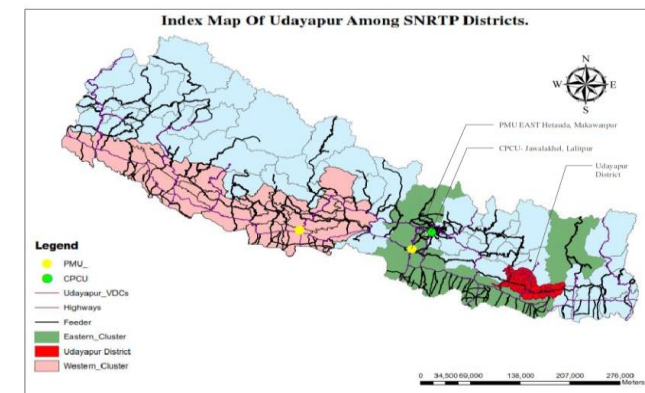 Index Map Of Udayapur Among SNRTP Districts.
N
W
E
S
PMU EAST Hetauda, Makawanpur
CPCU- Jawalakhel, Lalitpur
Udayapur
District
Legend
PMU_
CPCU
Udayapur_VDCs
Highways
Feeder
Eastern_Cluster
Udayapur District
Western_Cluster
0 34,500 69,000 138,000 207,000 276,000
Meters